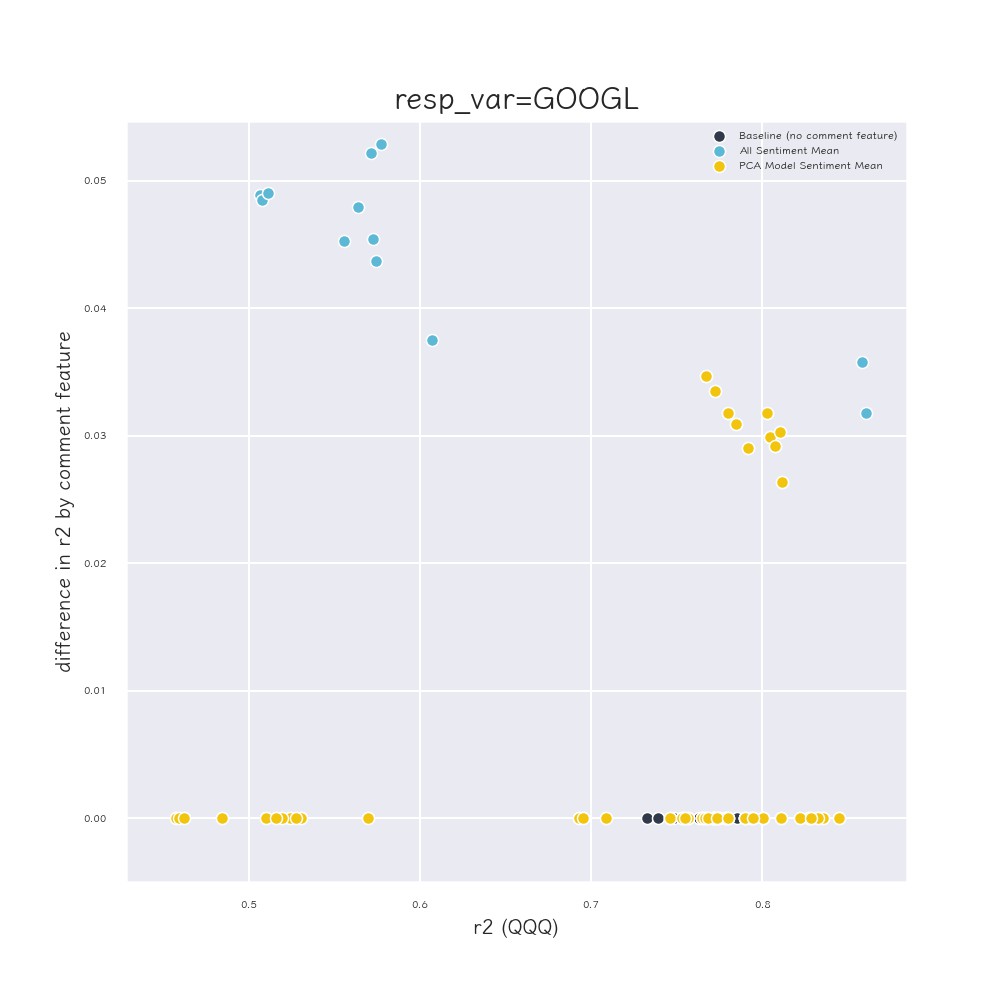 resp_var=GOOGL
Baseline (no comment feature)
All Sentiment Mean
PCA Model Sentiment Mean
0.05
0.04
0.03
0.02
0.01
0.00
difference in r2 by comment feature
0.5
0.6
0.7
0.8
r2 (QQQ)